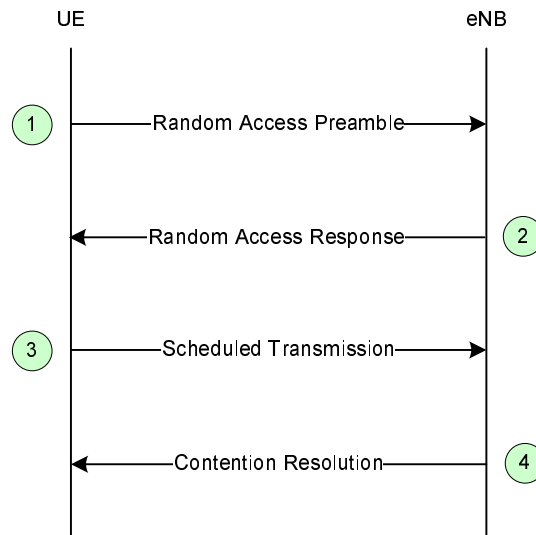 UE
eNB
1
Random Access Preamble
Random Access Response
2
3
Scheduled Transmission
Contention Resolution
4